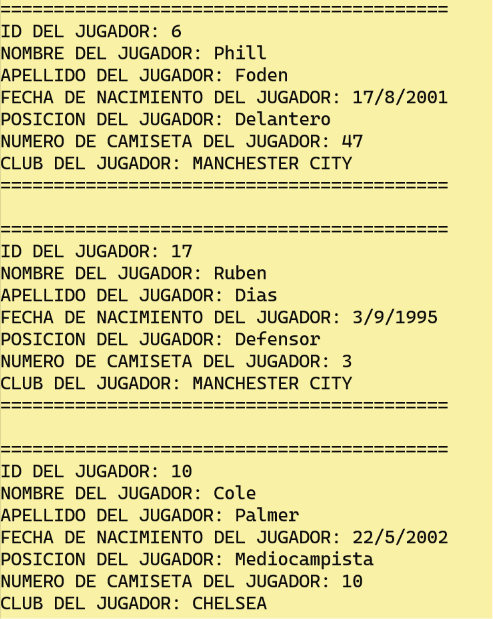 ==========================================
ID DEL JUGADOR: 6
NOMBRE DEL JUGADOR: Phill
APELLIDO DEL JUGADOR: Foden
FECHA DE NACIMIENTO DEL JUGADOR: 17/8/2001
POSICION DEL JUGADOR: Delantero
NUMERO DE CAMISETA DEL JUGADOR: 47
CLUB DEL JUGADOR: MANCHESTER CITY
==========================================
==========================================
ID DEL JUGADOR: 17
NOMBRE DEL JUGADOR: Ruben
APELLIDO DEL JUGADOR: Dias
FECHA DE NACIMIENTO DEL JUGADOR: 3/9/1995
POSICION DEL JUGADOR: Defensor
NUMERO DE CAMISETA DEL JUGADOR: 3
CLUB DEL JUGADOR: MANCHESTER CITY
==========================================
==========================================
ID DEL JUGADOR: 10
NOMBRE DEL JUGADOR: Cole
APELLIDO DEL JUGADOR: Palmer
FECHA DE NACIMIENTO DEL JUGADOR: 22/5/2002
POSICION DEL JUGADOR: Mediocampista
NUMERO DE CAMISETA DEL JUGADOR: 10
CLUB DEL JUGADOR: CHELSEA